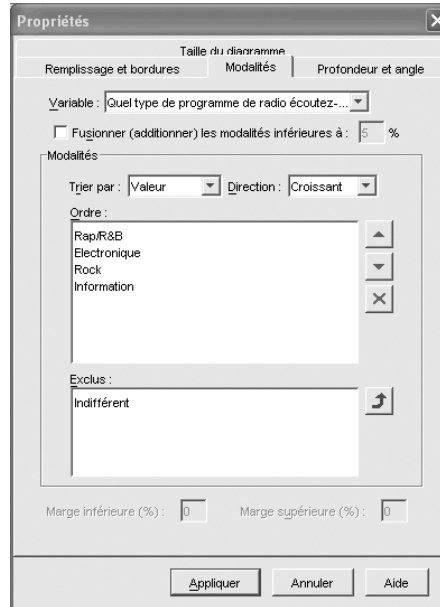 Propriétés
Taille du diagramme
Remplissage et bordures Modalités Profondeur et angle
Variable : Quel type de programme de radio écoutez-...
Fusionner (additionner) les modalités inférieures à : 5 %
Modalités
Trier par : Valeur Direction : Croissant
Ordre :
Rap/R&B
Electronique
Rock
Information
Exclus :
Indifférent
Marge inférieure (%) : 0 Marge supérieure (%) : 0
Appliquer Annuler Aide